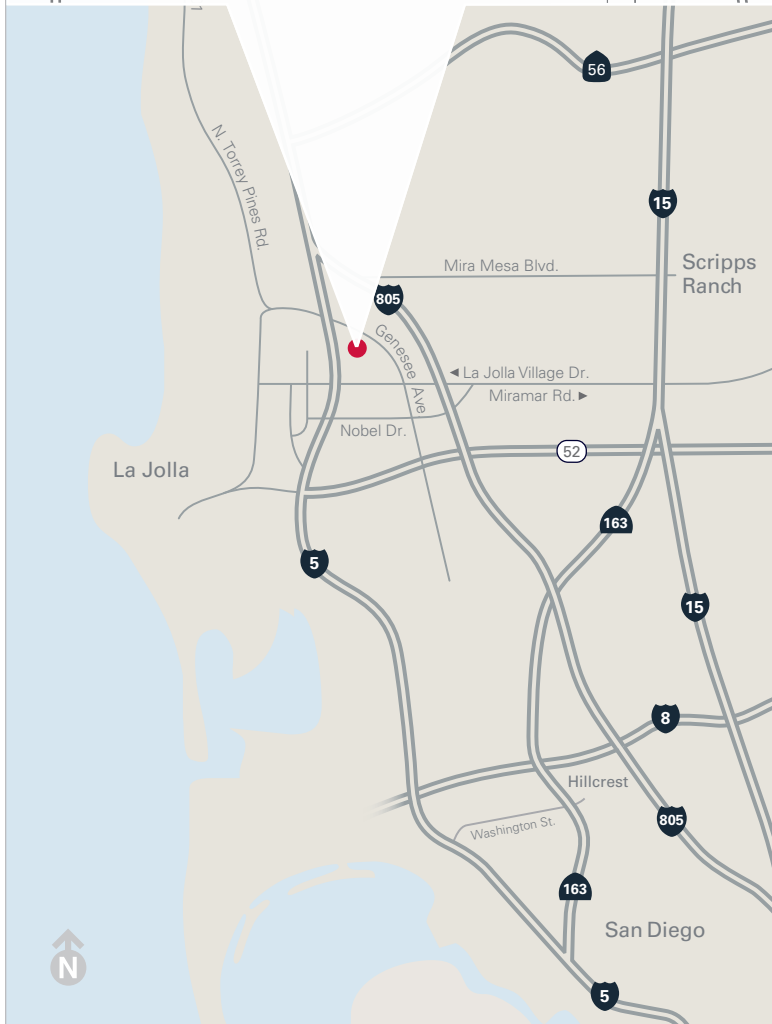 56
N. Torrey Pines Rd.
15
Mira Mesa Blvd.
Scripps
Ranch
805
Genesee Ave
La Jolla Village Dr.
Miramar Rd.
Nobel Dr.
52
La Jolla
163
5
15
8
Hillcrest
805
Washington St.
163
San Diego
N
5